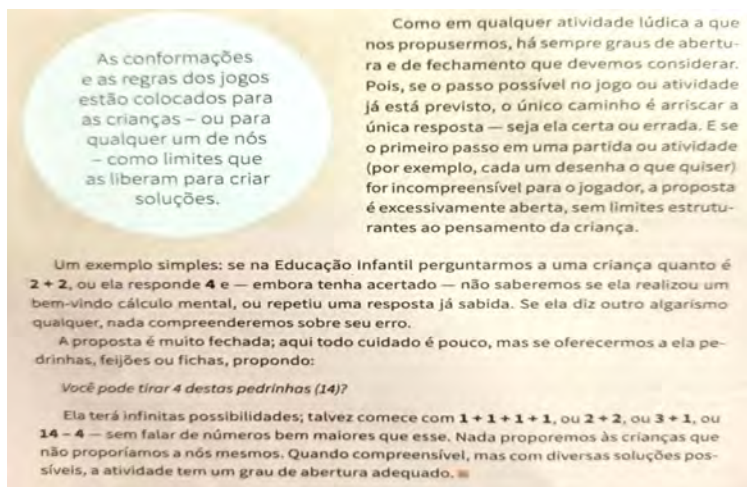 As conformações
e as regras dos jogos
estão colocados para
as crianças – ou para
qualquer um de nós
– como limites que
as liberam para criar
soluções.
Como em qualquer atividade lúdica a que
nos propusermos, há sempre graus de abertu-
ra e de fechamento que devemos considerar.
Pois, se o passo possível no jogo ou atividade
já está previsto, o único caminho é arriscar a
única resposta — seja ela certa ou errada. E se
o primeiro passo em uma partida ou atividade
(por exemplo, cada um desenha o que quiser)
for incompreensível para o jogador, a proposta
é excessivamente aberta, sem limites estrutu-
rantes ao pensamento da criança.
Um exemplo simples: se na Educação Infantil perguntarmos a uma criança quanto é
2 + 2, ou ela responde 4 e — embora tenha acertado — não saberemos se ela realizou um
bem-vindo cálculo mental, ou repetiu uma resposta já sabida. Se ela diz outro algarismo
qualquer, nada compreenderemos sobre seu erro.
A proposta é muito fechada; aqui todo cuidado é pouco, mas se oferecermos a ela pe-
drinhas, feijões ou fichas, propondo:
Você pode tirar 4 destas pedrinhas (14)?
Ela terá infinitas possibilidades; talvez comece com 1 + 1 + 1 + 1, ou 2 + 2, ou 3 + 1, ou
14 – 4 — sem falar de números bem maiores que esse. Nada proporemos às crianças que
não proporíamos a nós mesmos. Quando compreensível, mas com diversas soluções pos-
síveis, a atividade tem um grau de abertura adequado.